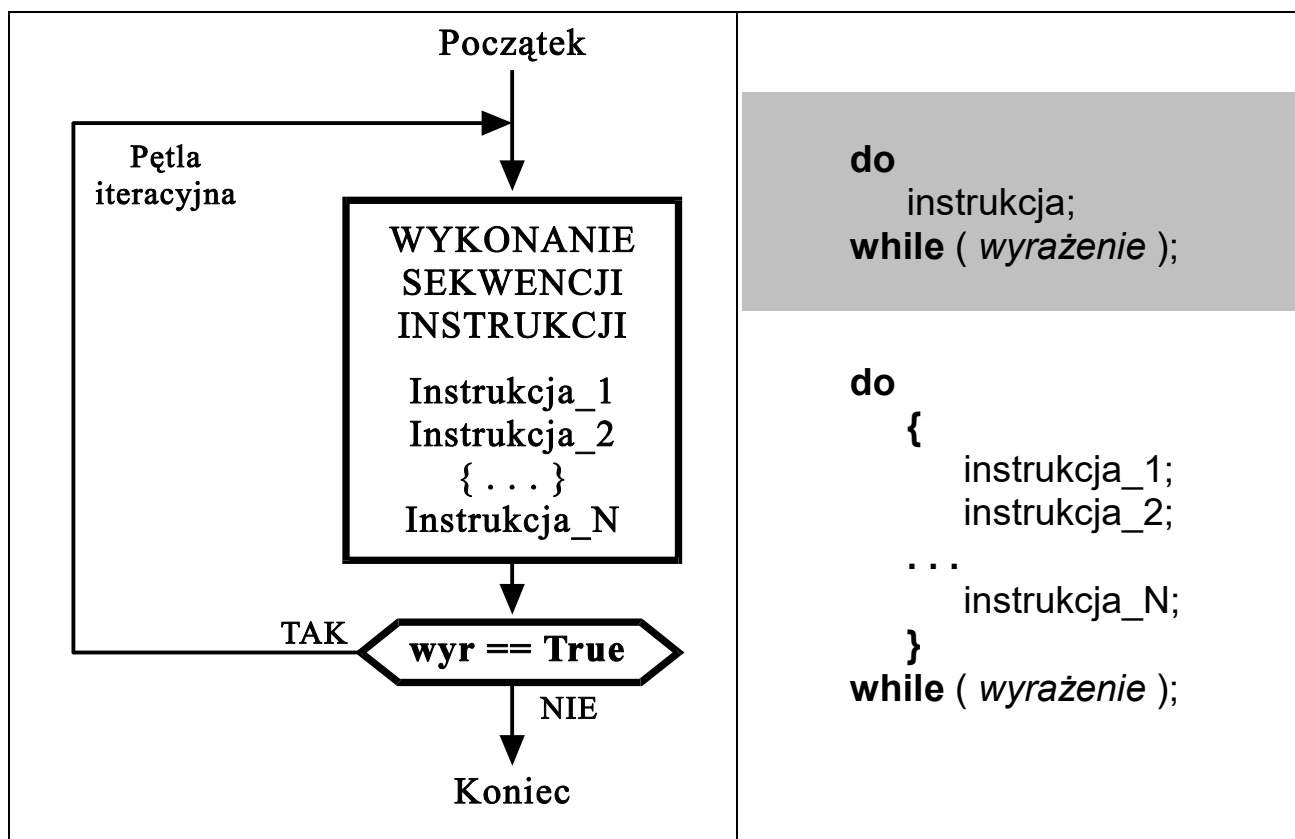 Początek
Pętla
iteracyjna
WYKONANIE
SEKWENCJI
INSTRUKCJI
Instrukcja_1
Instrukcja_2
{ . . . }
Instrukcja_N
TAK
wyr == True
NIE
Koniec
do
instrukcja;
while ( wyrażenie );
do
{
instrukcja_1;
instrukcja_2;
. . .
instrukcja_N;
}
while ( wyrażenie );